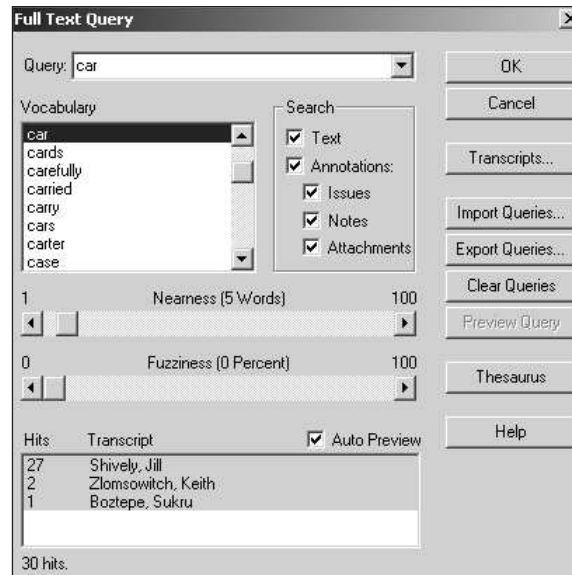 Full Text Query
Query: car
OK
Cancel
Transcripts...
Import Queries...
Export Queries...
Clear Queries
Preview Query
Thesaurus
Help
Vocabulary
car
cards
carefully
carried
carry
cars
carter
case
Search
Text
Annotations:
Issues
Notes
Attachments
1 Nearness (5 Words) 100
0 Fuzziness (0 Percent) 100
Hits Transcript Auto Preview
27 Shively, Jill
2 Zlomsowitch, Keith
1 Boztepe, Sukru
30 hits.